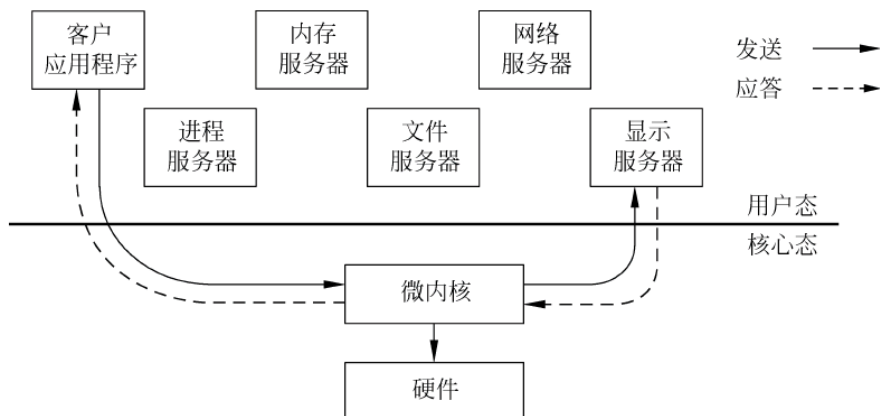 客户
应用程序
内存
服务器
网络
服务器
发送
应答
进程
服务器
文件
服务器
显示
服务器
用户态
核心态
微内核
硬件